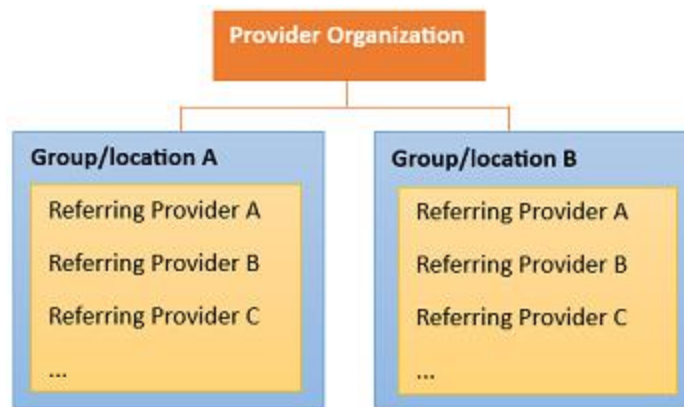 Provider Organization
Group/location A
Referring Provider A
Referring Provider B
Referring Provider C
...
Group/location B
Referring Provider A
Referring Provider B
Referring Provider C
...